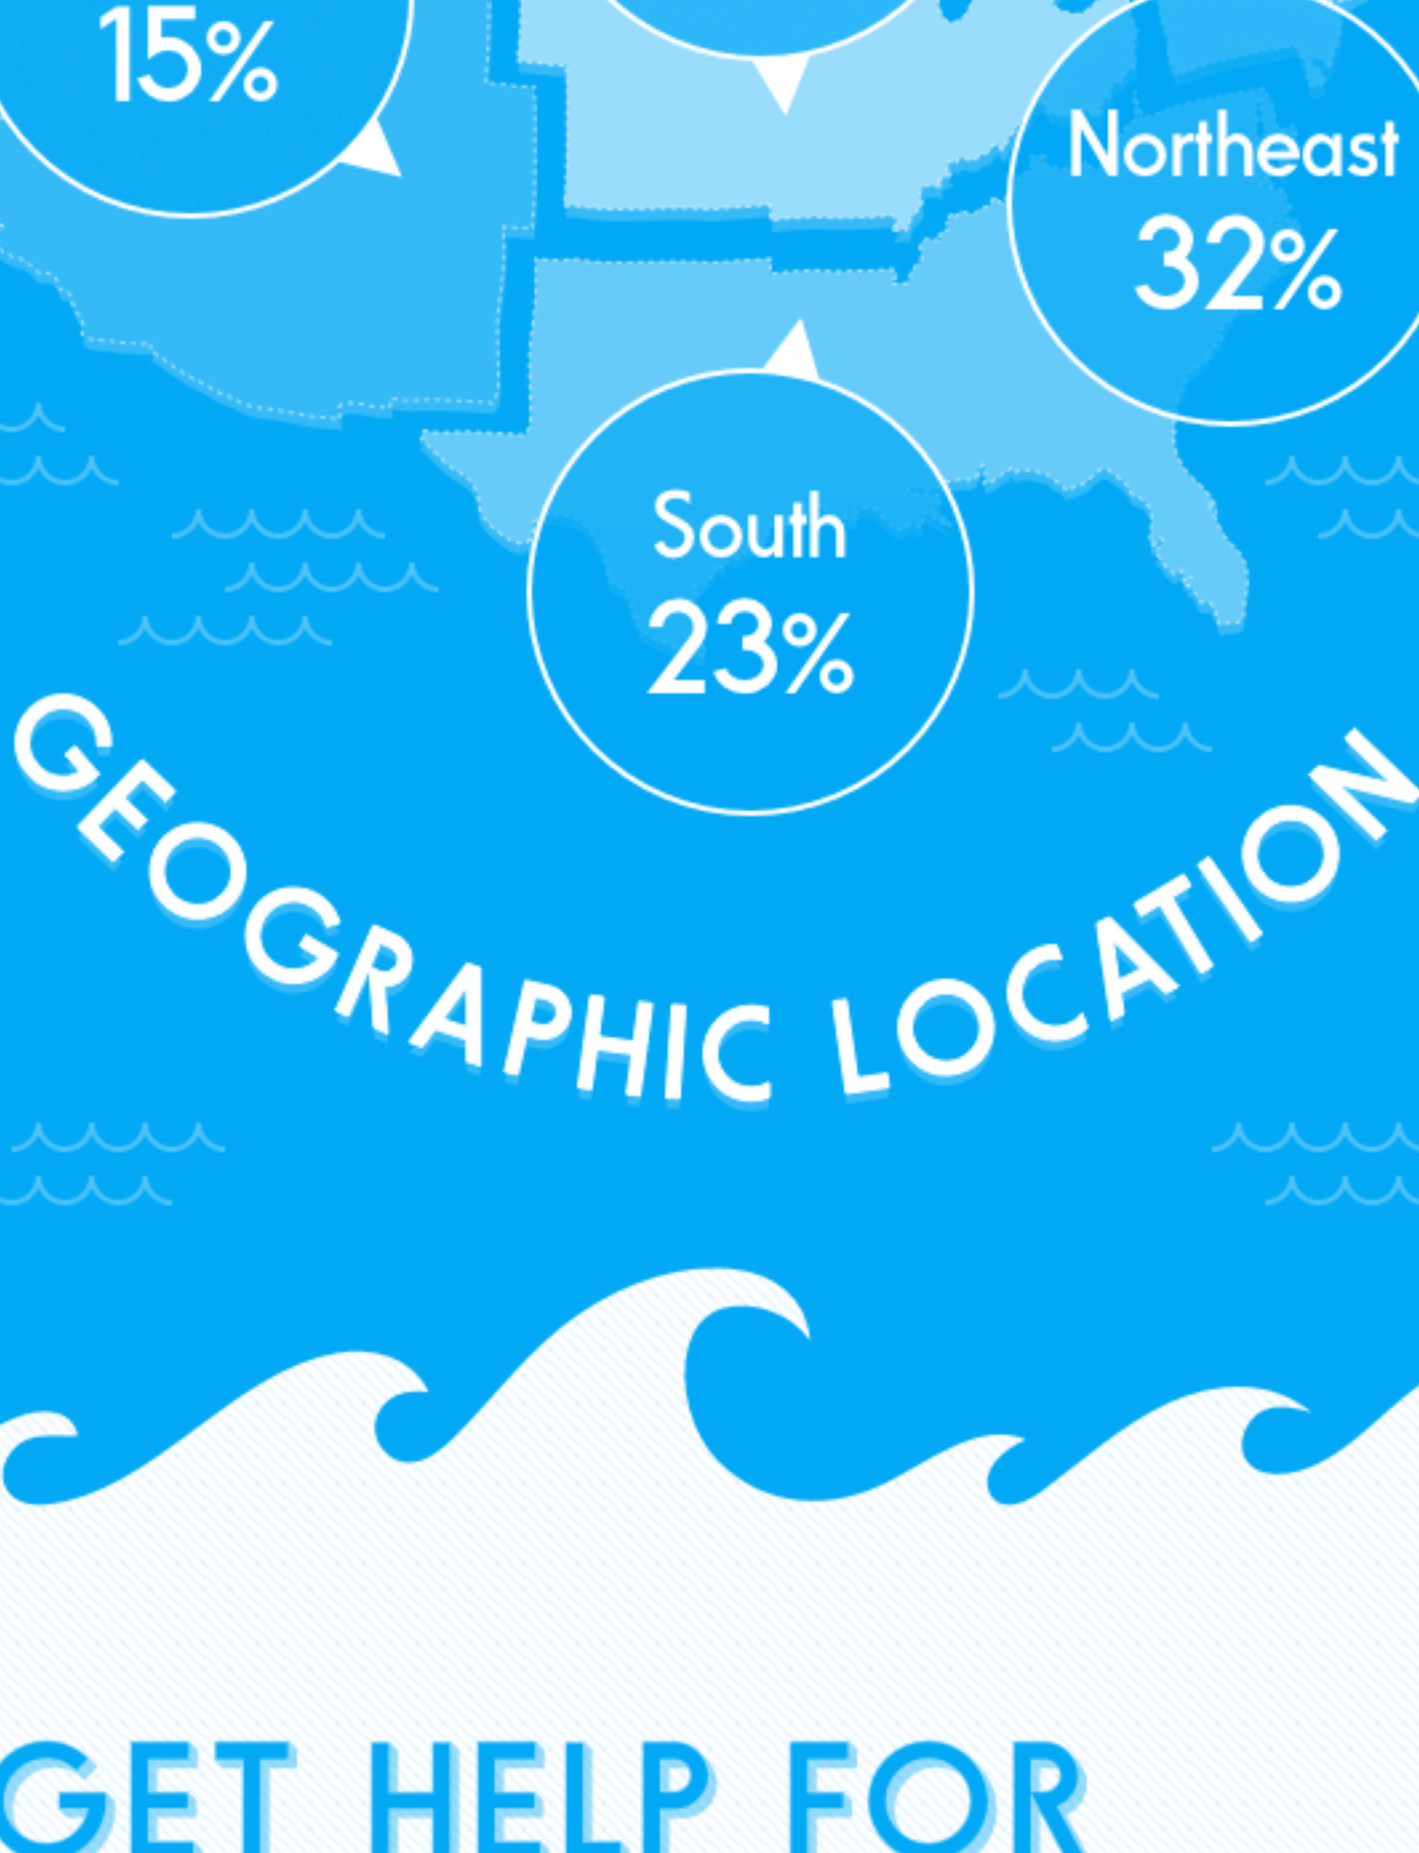 15%
Northeast
32%
South
23%
GEOGRAPHIC LOCATION
GET HELP FOR